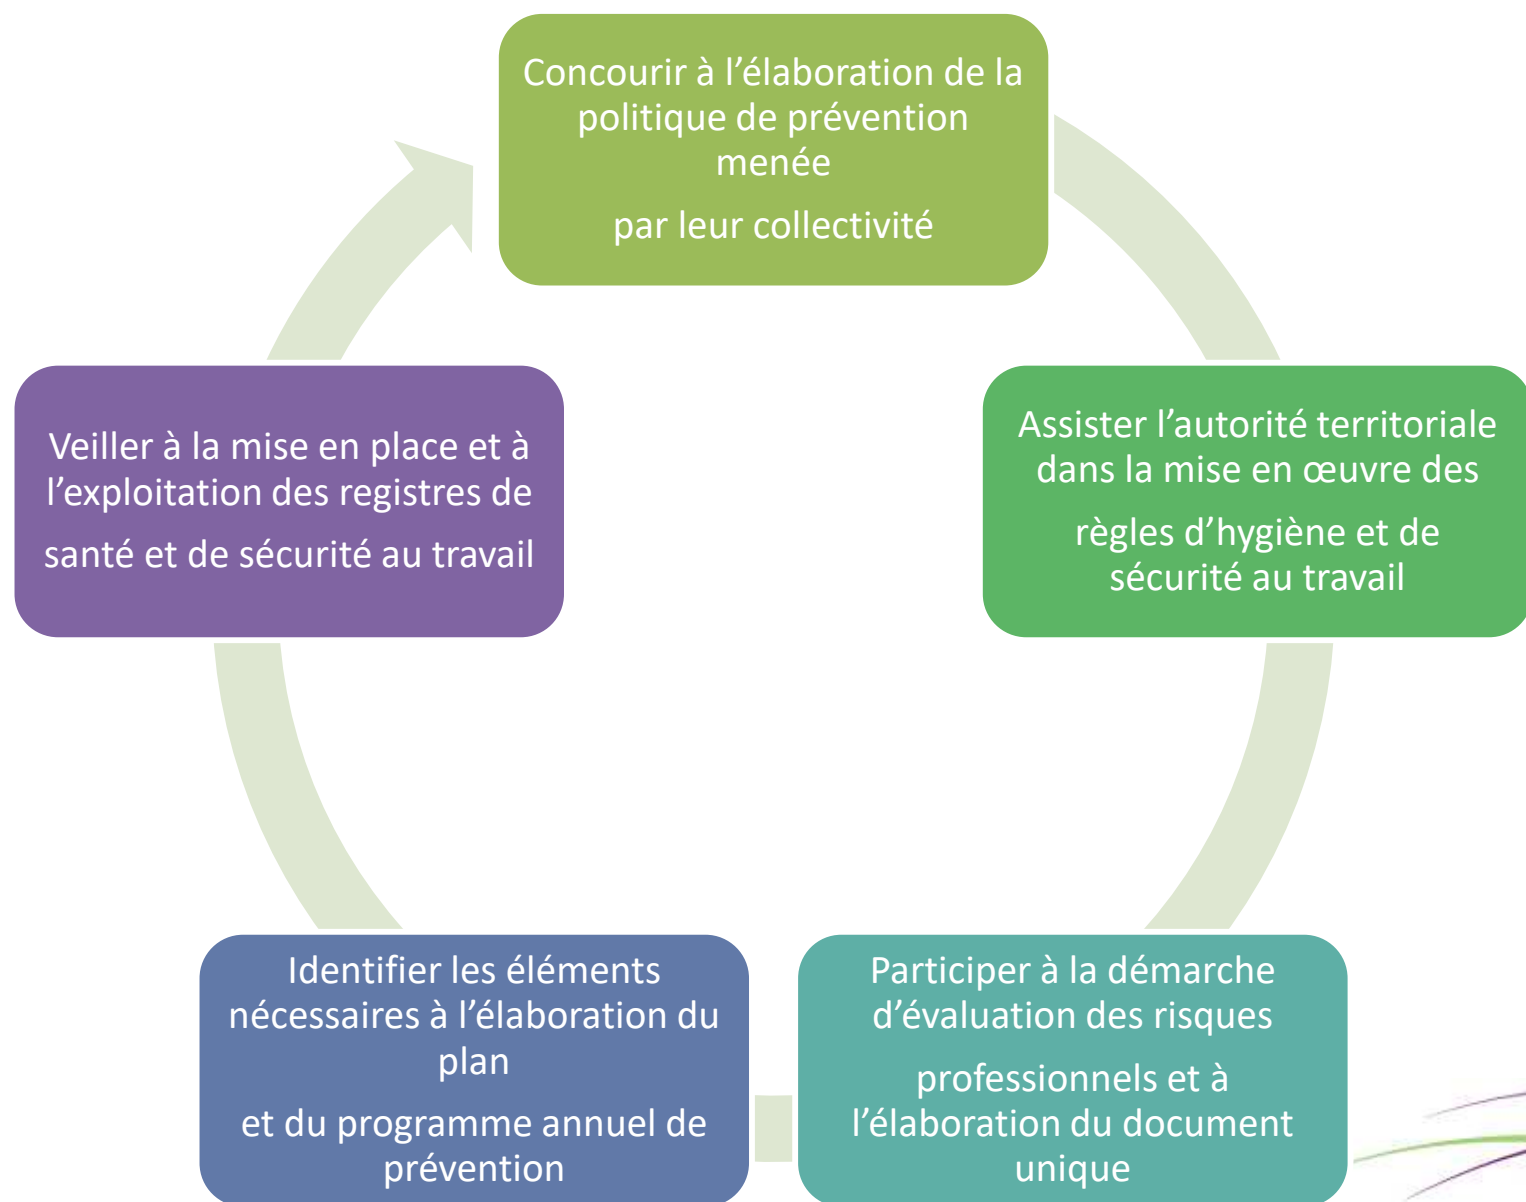 Concourir à l’élaboration de la
politique de prévention
menée
par leur collectivité
Assister l’autorité territoriale
dans la mise en œuvre des
règles d’hygiène et de
sécurité au travail
Participer à la démarche
d’évaluation des risques
professionnels et à
l’élaboration du document
unique
Identifier les éléments
nécessaires à l’élaboration du
plan
et du programme annuel de
prévention
Veiller à la mise en place et à
l’exploitation des registres de
santé et de sécurité au travail